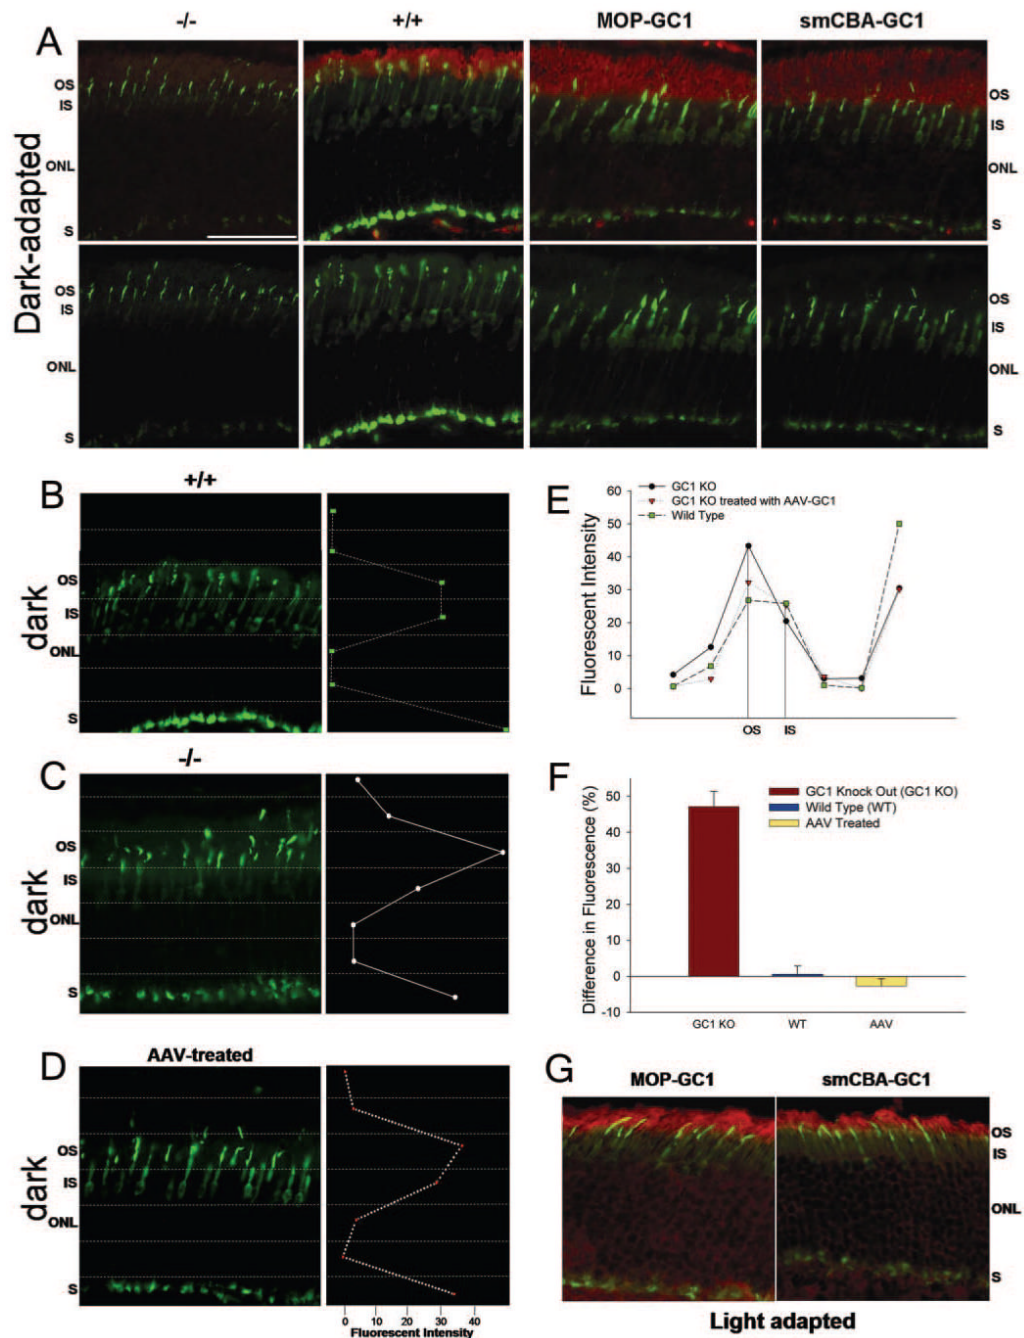 -/- +/+ MOP-GC1 smCBA-GC1
A
Dark-adapted
OS
IS
ONL
S
OS
IS
ONL
S
OS
IS
ONL
S
OS
IS
ONL
S
B
+/+
dark
OS
IS
ONL
S
C
-/-
dark
OS
IS
ONL
S
D
AAV-treated
dark
OS
IS
ONL
S
0 10 20 30 40
Fluorescent Intensity
E
GC1 KO
GC1 KO treated with AAV-GC1
Wild Type
Fluorescent Intensity
60
50
40
30
20
10
0
OS IS
F
GC1 Knock Out (GC1 KO)
Wild Type (WT)
AAV Treated
Difference in Fluorescence (%)
50
40
30
20
10
0
-10
GC1 KO WT AAV
G
MOP-GC1 smCBA-GC1
OS
IS
ONL
S
Light adapted